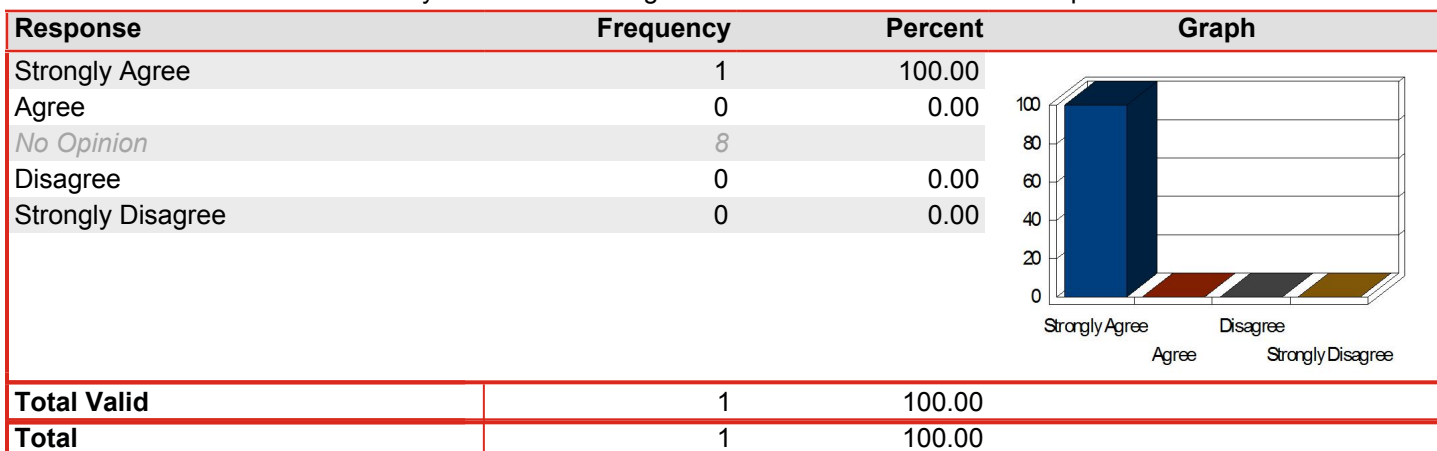 Response Frequency Percent Graph
Strongly Agree 1 100.00
Agree 0 0.00
No Opinion 8
Disagree 0 0.00
Strongly Disagree 0 0.00
100
80
60
40
20
0
Strongly Agree Disagree
Agree Strongly Disagree
Total Valid 1 100.00
Total 1 100.00